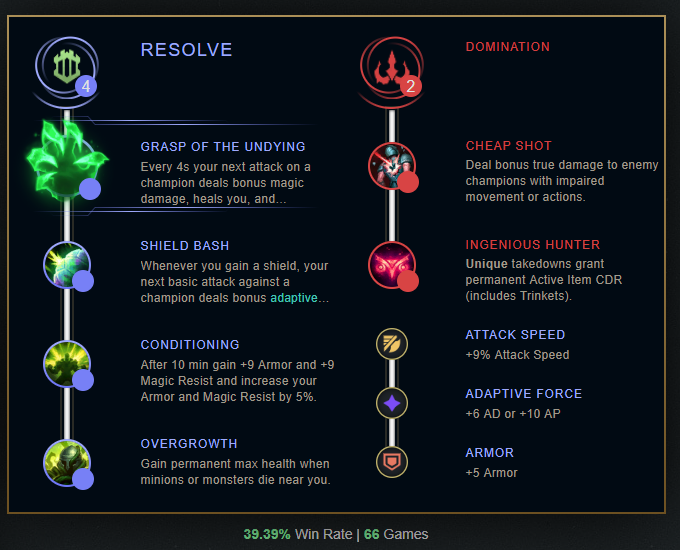 RESOLVE
4
GRASP OF THE UNDYING
Every 4s your next attack on a
champion deals bonus magic
damage, heals you, and...
SHIELD BASH
Whenever you gain a shield, your
next basic attack against a
champion deals bonus adaptive...
CONDITIONING
After 10 min gain +9 Armor and +9
Magic Resist and increase your
Armor and Magic Resist by 5%.
OVERGROWTH
Gain permanent max health when
minions or monsters die near you.
DOMINATION
2
CHEAP SHOT
Deal bonus true damage to enemy
champions with impaired
movement or actions.
INGENIOUS HUNTER
Unique takedowns grant
permanent Active Item CDR
(includes Trinkets).
ATTACK SPEED
+9% Attack Speed
ADAPTIVE FORCE
+6 AD or +10 AP
ARMOR
+5 Armor
39.39% Win Rate | 66 Games